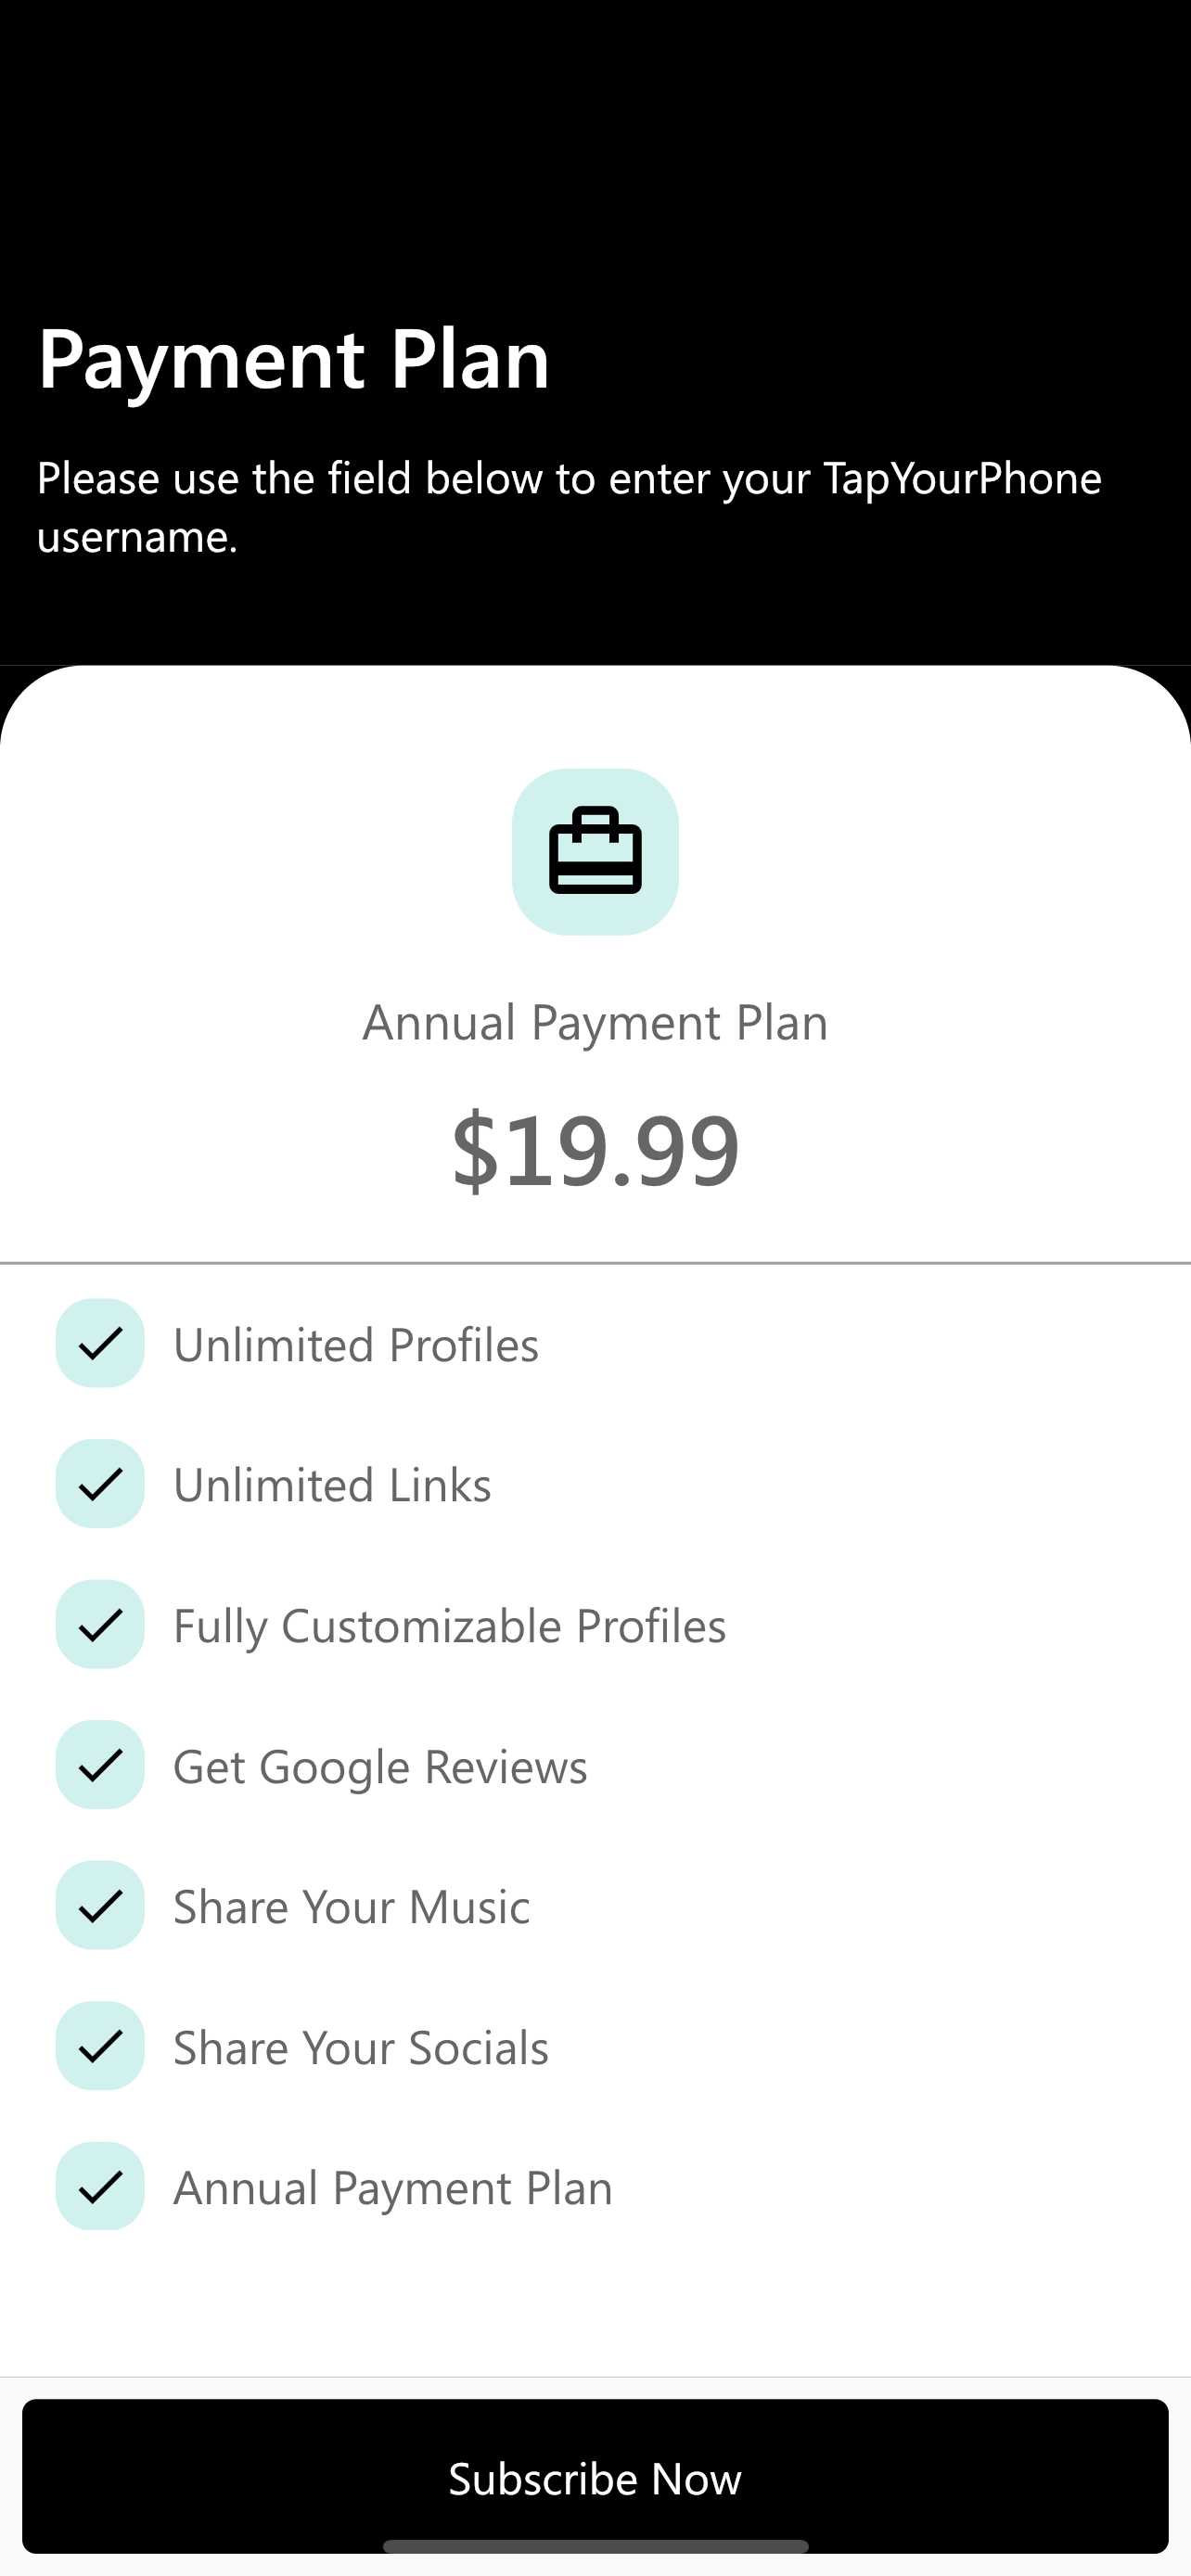 Payment Plan
Please use the field below to enter your TapYourPhone
username.
Annual Payment Plan
$19.99
Unlimited Profiles
Unlimited Links
Fully Customizable Profiles
Get Google Reviews
Share Your Music
Share Your Socials
Annual Payment Plan
Subscribe Now